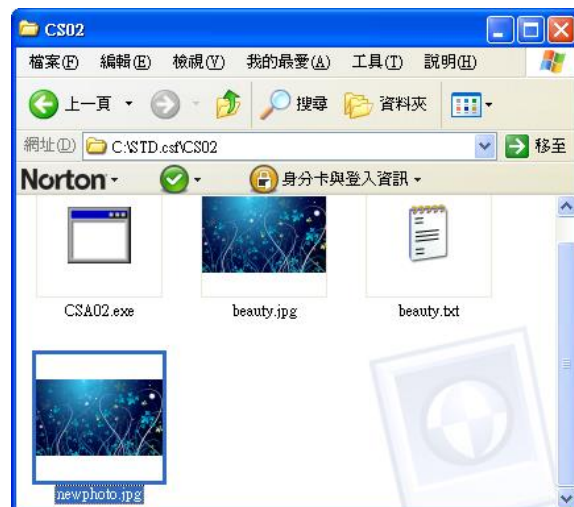 CS02
檔案(F) 編輯(E) 檢視(V) 我的最愛(A) 工具(T) 說明(H)
上一頁 搜尋 資料夾
網址(D) C:\STD.csf\CS02 移至
Norton 身分卡與登入資訊
CSA02.exe beauty.jpg beauty.txt
newphoto.jpg